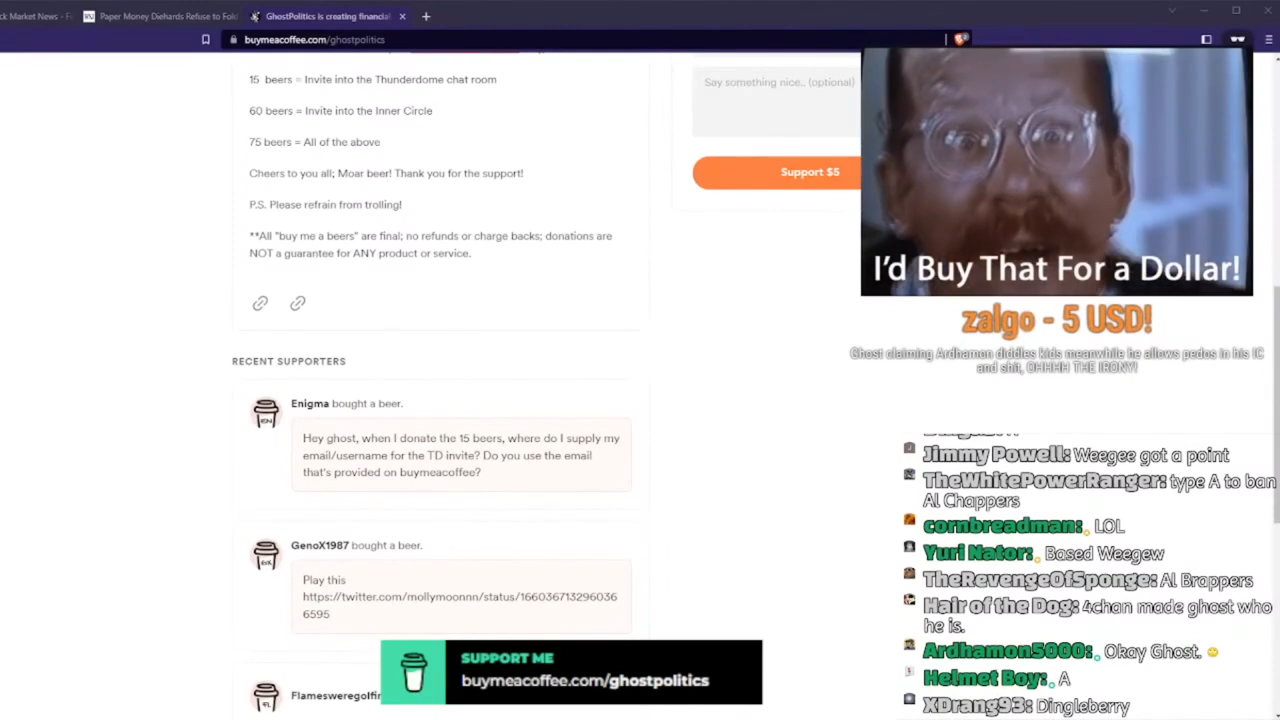 ck Market News - Fi
Paper Money Diehards Refuse to Fold
GhostPolitics is creating financial
buymeacoffee.com/ghostpolitics
15 beers = Invite into the Thunderdome chat room
60 beers = Invite into the Inner Circle
75 beers = All of the above
Cheers to you all; Moar beer! Thank you for the support!
P.S. Please refrain from trolling!
**All "buy me a beers" are final; no refunds or charge backs; donations are
NOT a guarantee for ANY product or service.
RECENT SUPPORTERS
Enigma bought a beer.
Hey ghost, when I donate the 15 beers, where do I supply my
email/username for the TD invite? Do you use the email
that's provided on buymeacoffee?
GenoX1987 bought a beer.
Play this
https://twitter.com/mollymoonnn/status/166036713296036
6595
Flamesweregolfin
SUPPORT ME
buymeacoffee.com/ghostpolitics
Say something nice.. (optional)
Support $5
I'd Buy That For a Dollar!
zalgo - 5 USD!
Ghost claiming Ardhamon diddles kids meanwhile he allows pedos in his IC
and shit, OHHHH THE IRONY!
Jimmy Powell: Weegee got a point
TheWhitePowerRanger: type A to ban
Al Chappers
cornbreadman: LOL
Yuri Nator: Based Weegew
TheRevengeOfSponge: Al Brappers
Hair of the Dog: 4chan made ghost who
he is.
Ardhamon5000: Okay Ghost.
Helmet Boy: A
XDrang93: Dingleberry